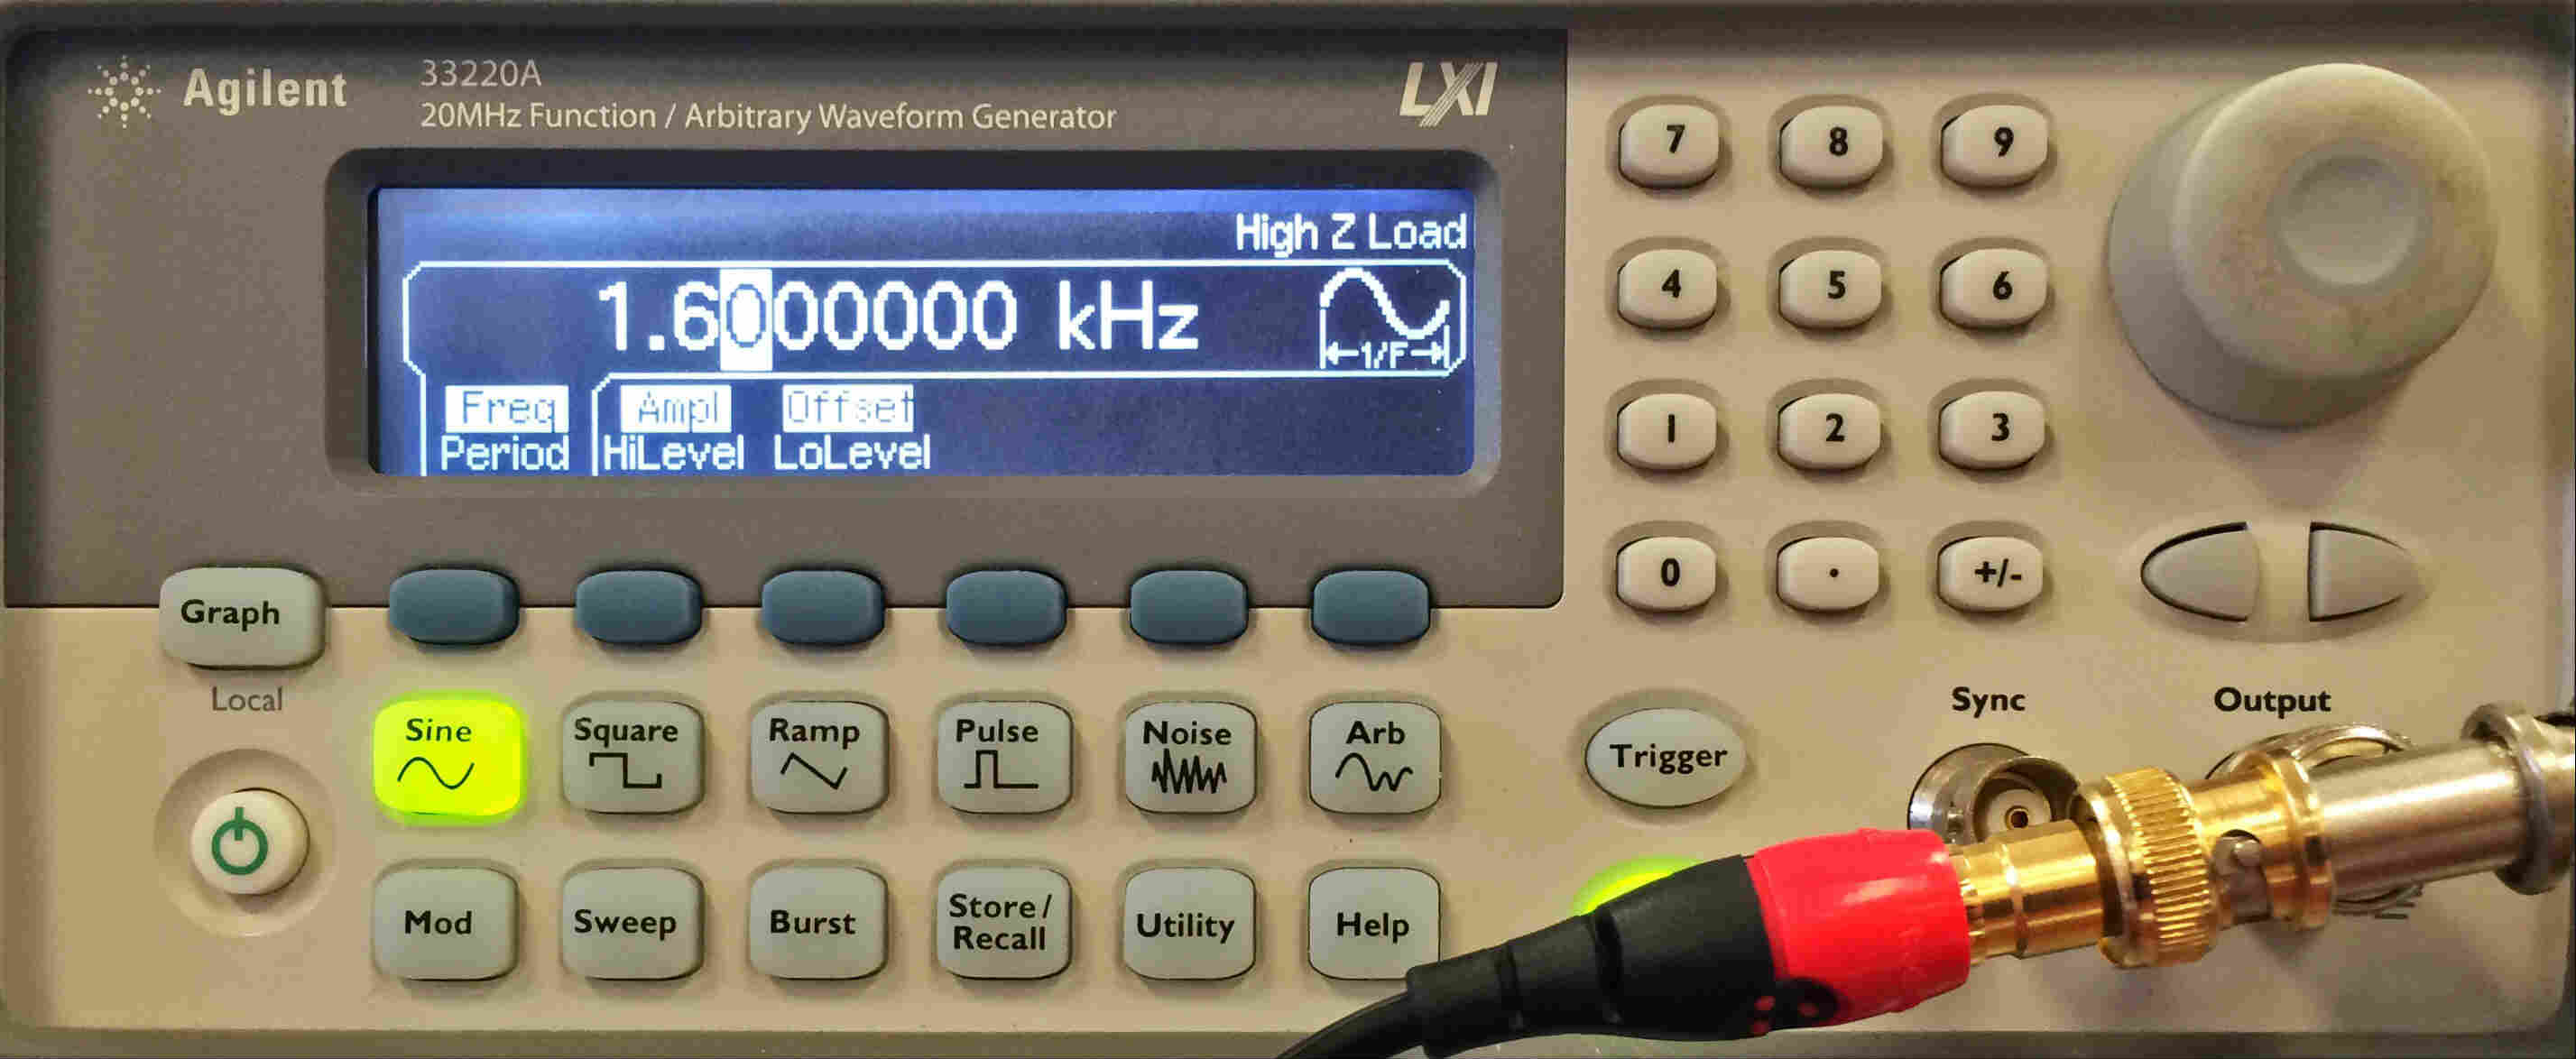 Agilent
33220A
20MHz Function / Arbitrary Waveform Generator
LXI
High Z Load
1.6000000 kHz
1/F
Freq Ampl Offset
Period HiLevel LoLevel
7 8 9
4 5 6
1 2 3
0 . +/-
Graph
Local
Sine Square Ramp Pulse Noise Arb
Trigger
Sync Output
Mod Sweep Burst Store/
Recall Utility Help